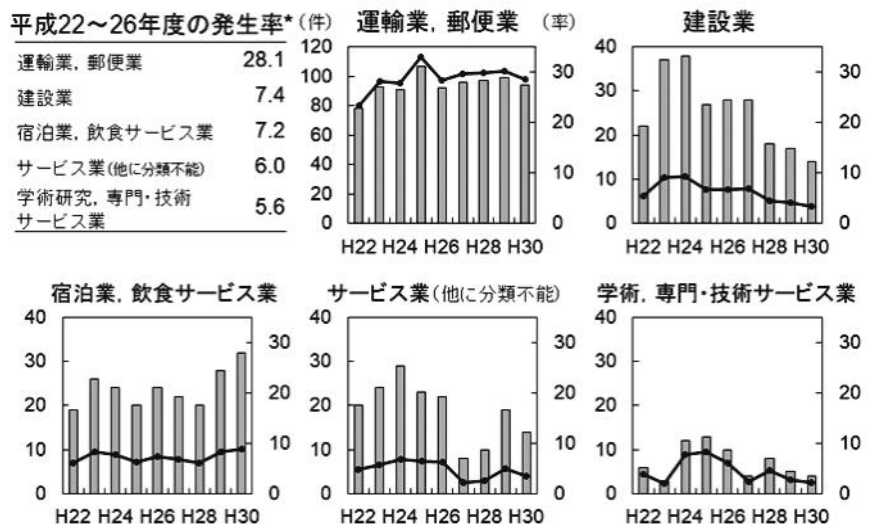 平成22～26年度の発生率*
運輸業，郵便業 28.1
建設業 7.4
宿泊業，飲食サービス業 7.2
サービス業(他に分類不能) 6.0
学術研究，専門・技術
サービス業 5.6
(件) 運輸業，郵便業 (率)
120
100
80
60
40
20
0
30
20
10
0
H22 H24 H26 H28 H30
建設業
40
30
20
10
0
30
20
10
0
H22 H24 H26 H28 H30
宿泊業，飲食サービス業
40
30
20
10
0
30
20
10
0
H22 H24 H26 H28 H30
サービス業(他に分類不能)
40
30
20
10
0
30
20
10
0
H22 H24 H26 H28 H30
学術，専門・技術サービス業
40
30
20
10
0
30
20
10
0
H22 H24 H26 H28 H30